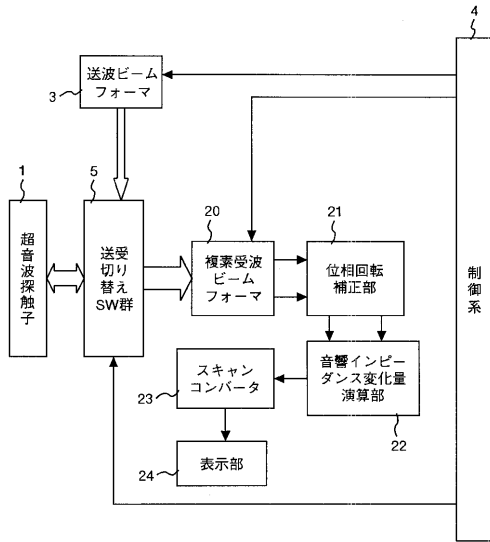 4
送波ビーム
フォーマ
3
1
5
超音波探触子
送受
切り
替え
SW群
20
複素受波
ビーム
フォーマ
21
位相回転
補正部
制御系
スキャン
コンバータ
23
音響インピー
ダンス変化量
演算部
22
表示部
24